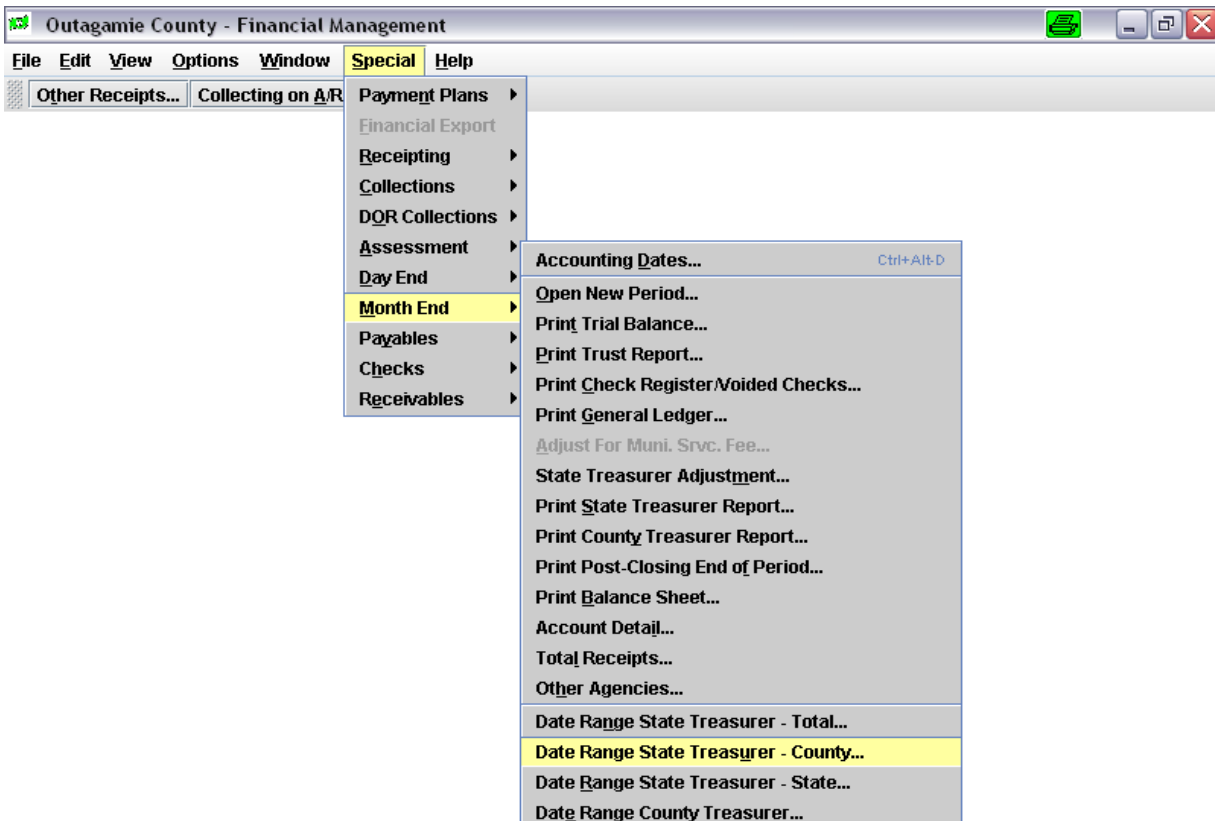 Outagamie County - Financial Management
File Edit View Options Window Special Help
Other Receipts... Collecting on A/R
Payment Plans
Financial Export
Receipting
Collections
DOR Collections
Assessment
Day End
Month End
Payables
Checks
Receivables
Accounting Dates... Ctrl+Alt-D
Open New Period...
Print Trial Balance...
Print Trust Report...
Print Check Register/Voided Checks...
Print General Ledger...
Adjust For Muni. Srvc. Fee...
State Treasurer Adjustment...
Print State Treasurer Report...
Print County Treasurer Report...
Print Post-Closing End of Period...
Print Balance Sheet...
Account Detail...
Total Receipts...
Other Agencies...
Date Range State Treasurer - Total...
Date Range State Treasurer - County...
Date Range State Treasurer - State...
Date Range County Treasurer...